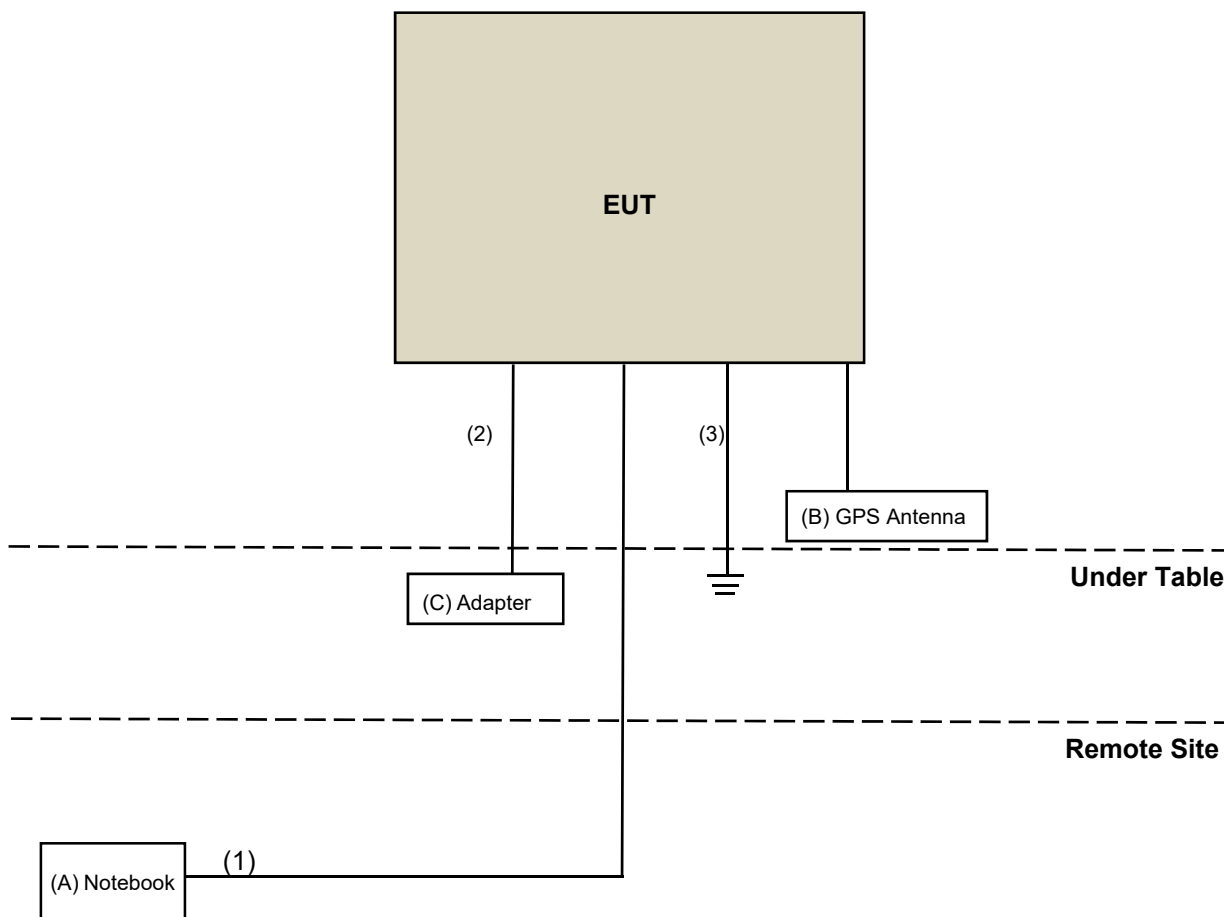 EUT
(2)
(3)
(B) GPS Antenna
Under Table
(C) Adapter
Remote Site
(1)
(A) Notebook